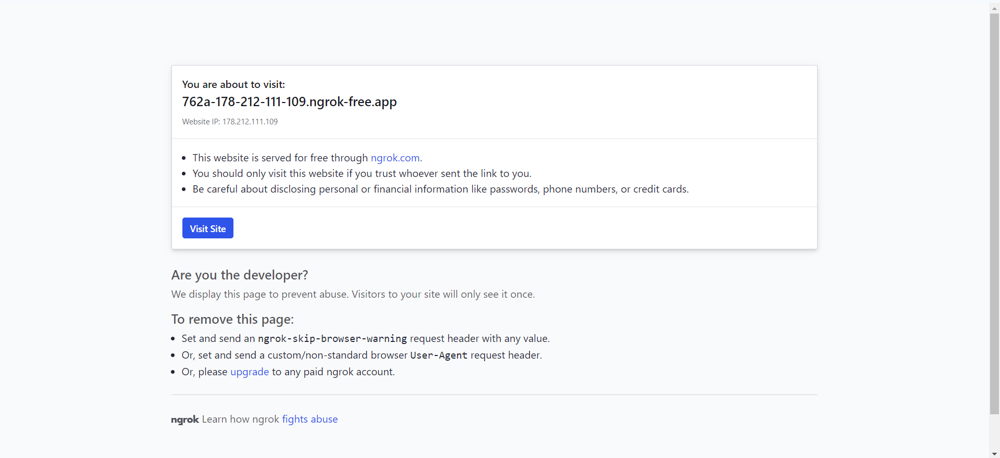 You are about to visit:
762a-178-212-111-109.ngrok-free.app
Website IP: 178.212.111.109
This website is served for free through ngrok.com.
You should only visit this website if you trust whoever sent the link to you.
Be careful about disclosing personal or financial information like passwords, phone numbers, or credit cards.
Visit Site
Are you the developer?
We display this page to prevent abuse. Visitors to your site will only see it once.
To remove this page:
Set and send an ngrok-skip-browser-warning request header with any value.
Or, set and send a custom/non-standard browser User-Agent request header.
Or, please upgrade to any paid ngrok account.
ngrok Learn how ngrok fights abuse